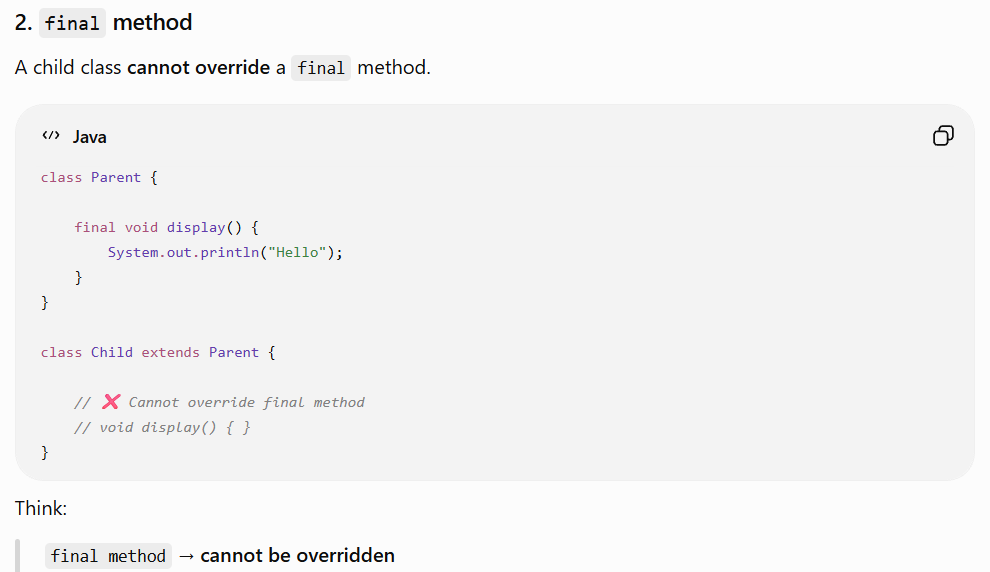 2. final method
A child class cannot override a final method.
</> Java
class Parent {
    final void display() {
        System.out.println("Hello");
    }
}
class Child extends Parent {
    // ❌ Cannot override final method
    // void display() { }
}
Think:
final method → cannot be overridden